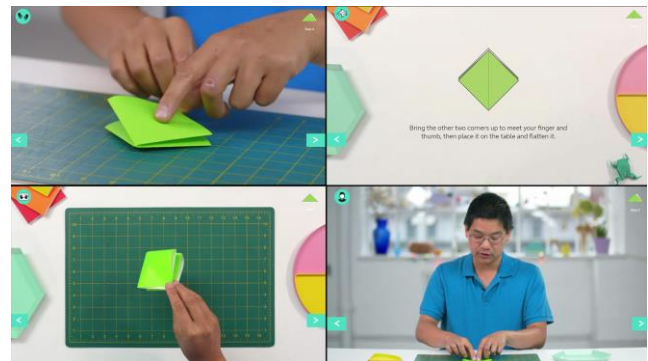 Bring the other two corners up to meet your finger and
thumb, then place it on the table and flatten it.